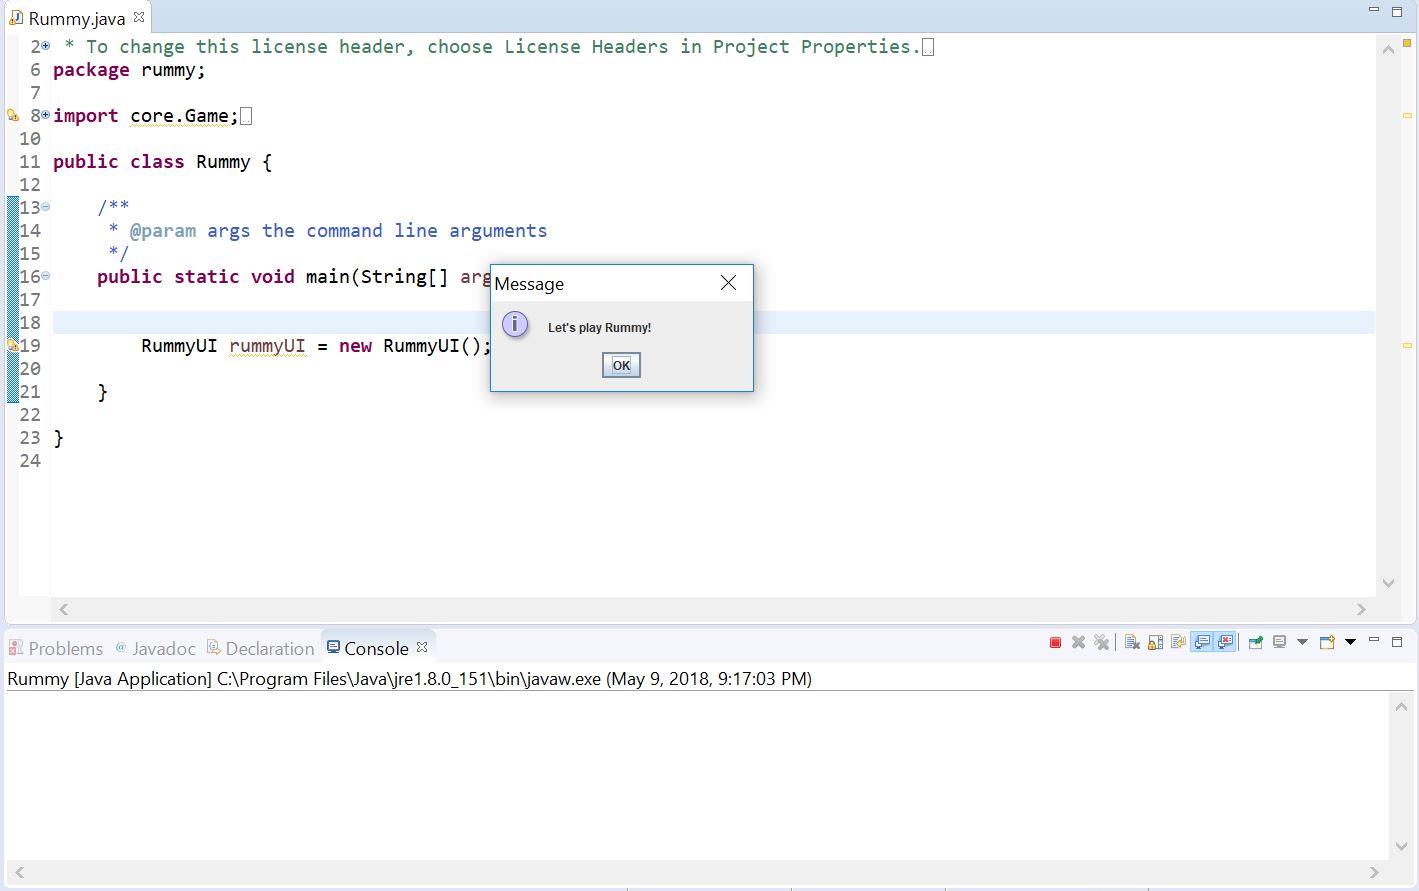 Rummy.java
2 * To change this license header, choose License Headers in Project Properties.
6 package rummy;
7
8 import core.Game;
10
11 public class Rummy {
12
13 /**
14 * @param args the command line arguments
15 */
16 public static void main(String[] arg
17
18
19 RummyUI rummyUI = new RummyUI();
20
21 }
22
23 }
24
Message
i
Let's play Rummy!
OK
Problems @ Javadoc Declaration Console
Rummy [Java Application] C:\Program Files\Java\jre1.8.0_151\bin\javaw.exe (May 9, 2018, 9:17:03 PM)